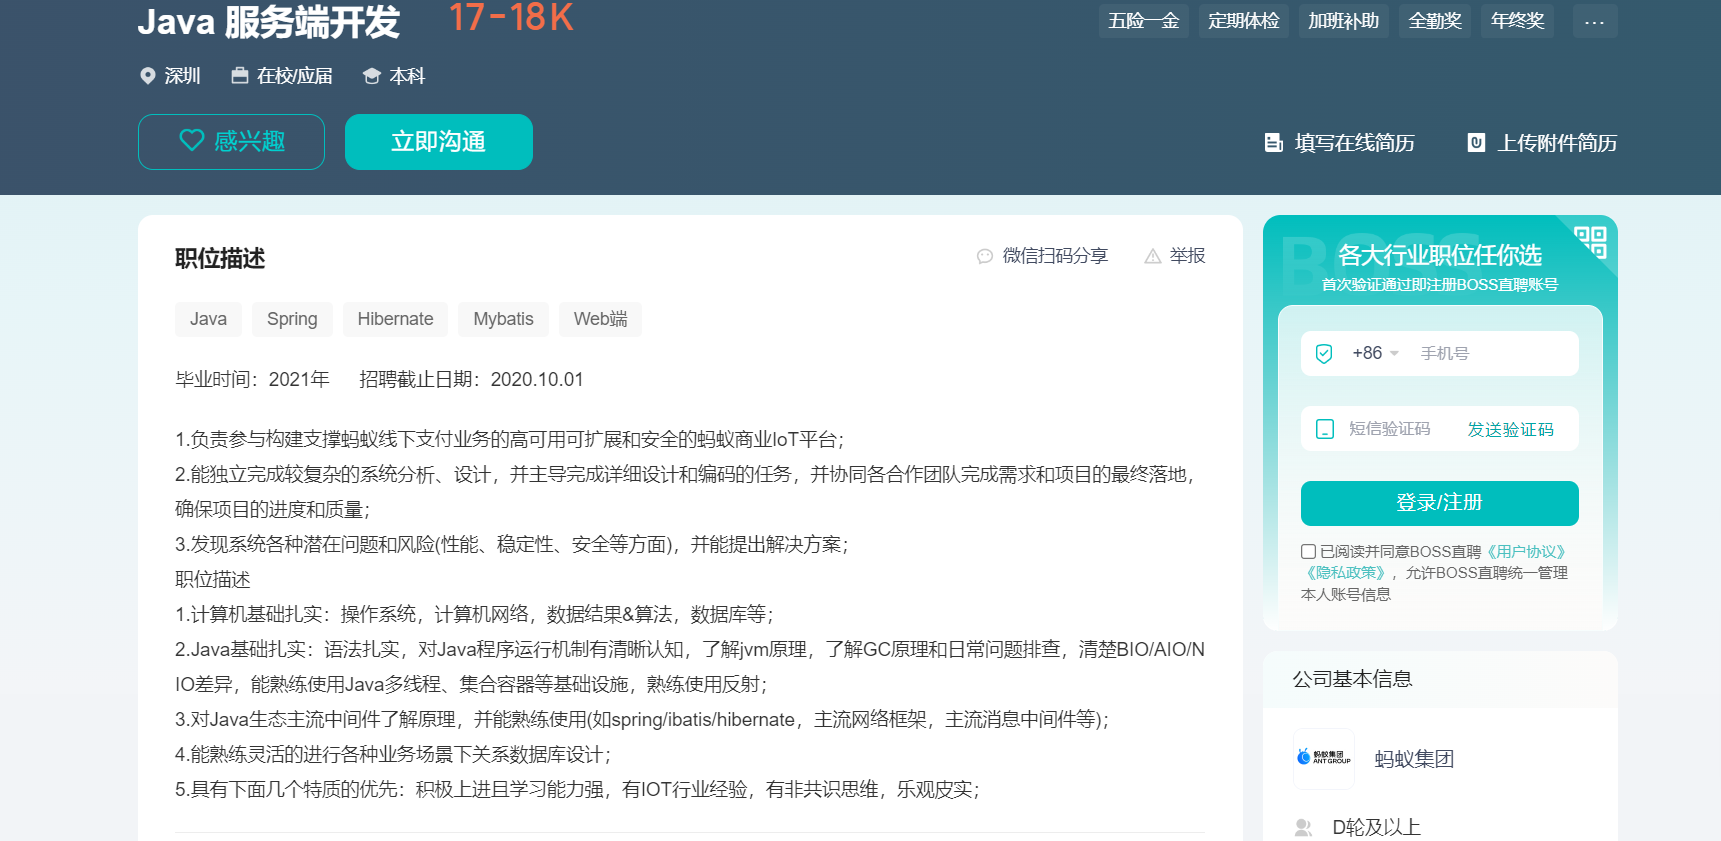 Java 服务端开发 17-18K
五险一金 定期体检 加班补助 全勤奖 年终奖 ...
深圳 在校/应届 本科
感兴趣 立即沟通
填写在线简历 上传附件简历
职位描述
微信扫码分享 举报
Java Spring Hibernate Mybatis Web端
毕业时间：2021年 招聘截止日期：2020.10.01
1.负责参与构建支撑蚂蚁线下支付业务的高可用可扩展和安全的蚂蚁商业IoT平台；
2.能独立完成较复杂的系统分析、设计，并主导完成详细设计和编码的任务，并协同各合作团队完成需求和项目的最终落地，
确保项目的进度和质量；
3.发现系统各种潜在问题和风险(性能、稳定性、安全等方面)，并能提出解决方案；
职位描述
1.计算机基础扎实：操作系统，计算机网络，数据结果&算法，数据库等；
2.Java基础扎实：语法扎实，对Java程序运行机制有清晰认知，了解jvm原理，了解GC原理和日常问题排查，清楚BIO/AIO/N
IO差异，能熟练使用Java多线程、集合容器等基础设施，熟练使用反射；
3.对Java生态主流中间件了解原理，并能熟练使用(如spring/ibatis/hibernate，主流网络框架，主流消息中间件等)；
4.能熟练灵活的进行各种业务场景下关系数据库设计；
5.具有下面几个特质的优先：积极上进且学习能力强，有IOT行业经验，有非共识思维，乐观皮实；
BOSS
各大行业职位任你选
首次验证通过即注册BOSS直聘账号
+86 手机号
短信验证码 发送验证码
登录/注册
已阅读并同意BOSS直聘《用户协议》
《隐私政策》，允许BOSS直聘统一管理
本人账号信息
公司基本信息
蚂蚁集团
ANT GROUP
蚂蚁集团
D轮及以上